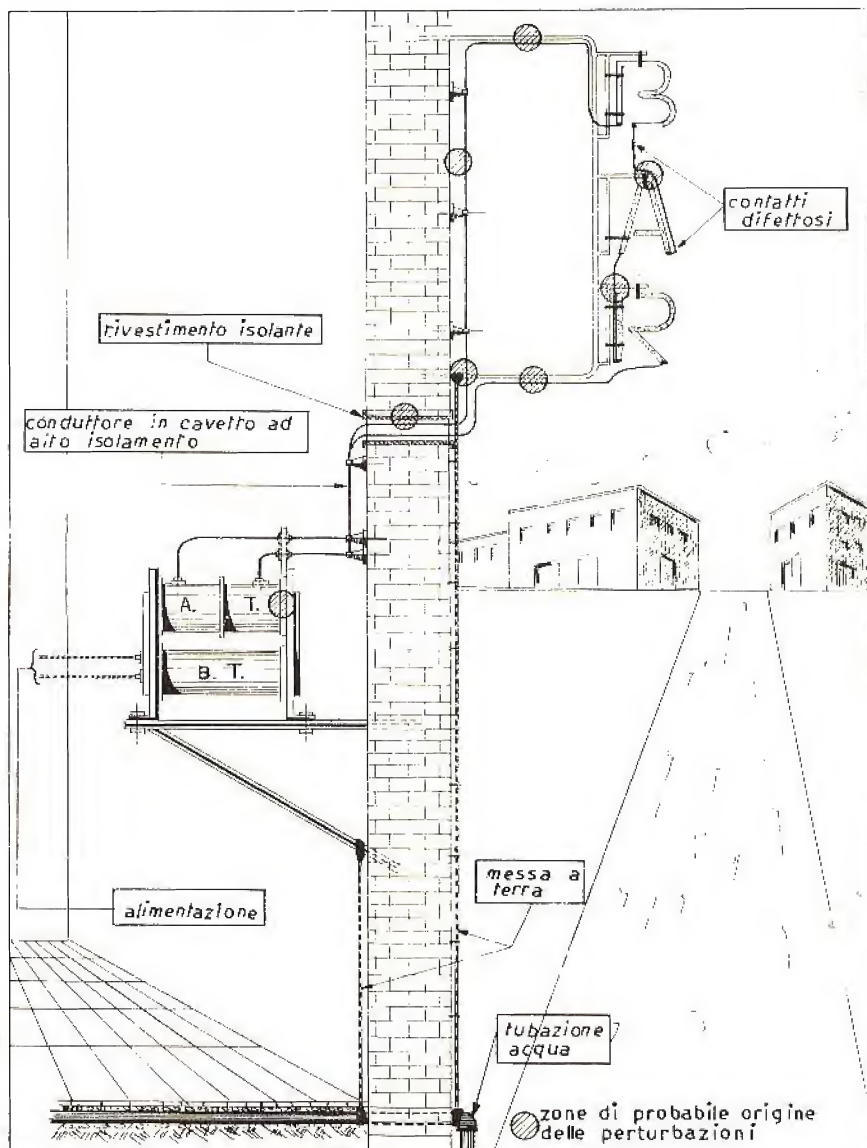 B
A
R
contatti
difettosi
rivestimento isolante
conduttore in cavetto ad
alto isolamento
A. T.
B. T.
messa a
terra
alimentazione
tubazione
acqua
zone di probabile origine
delle perturbazioni